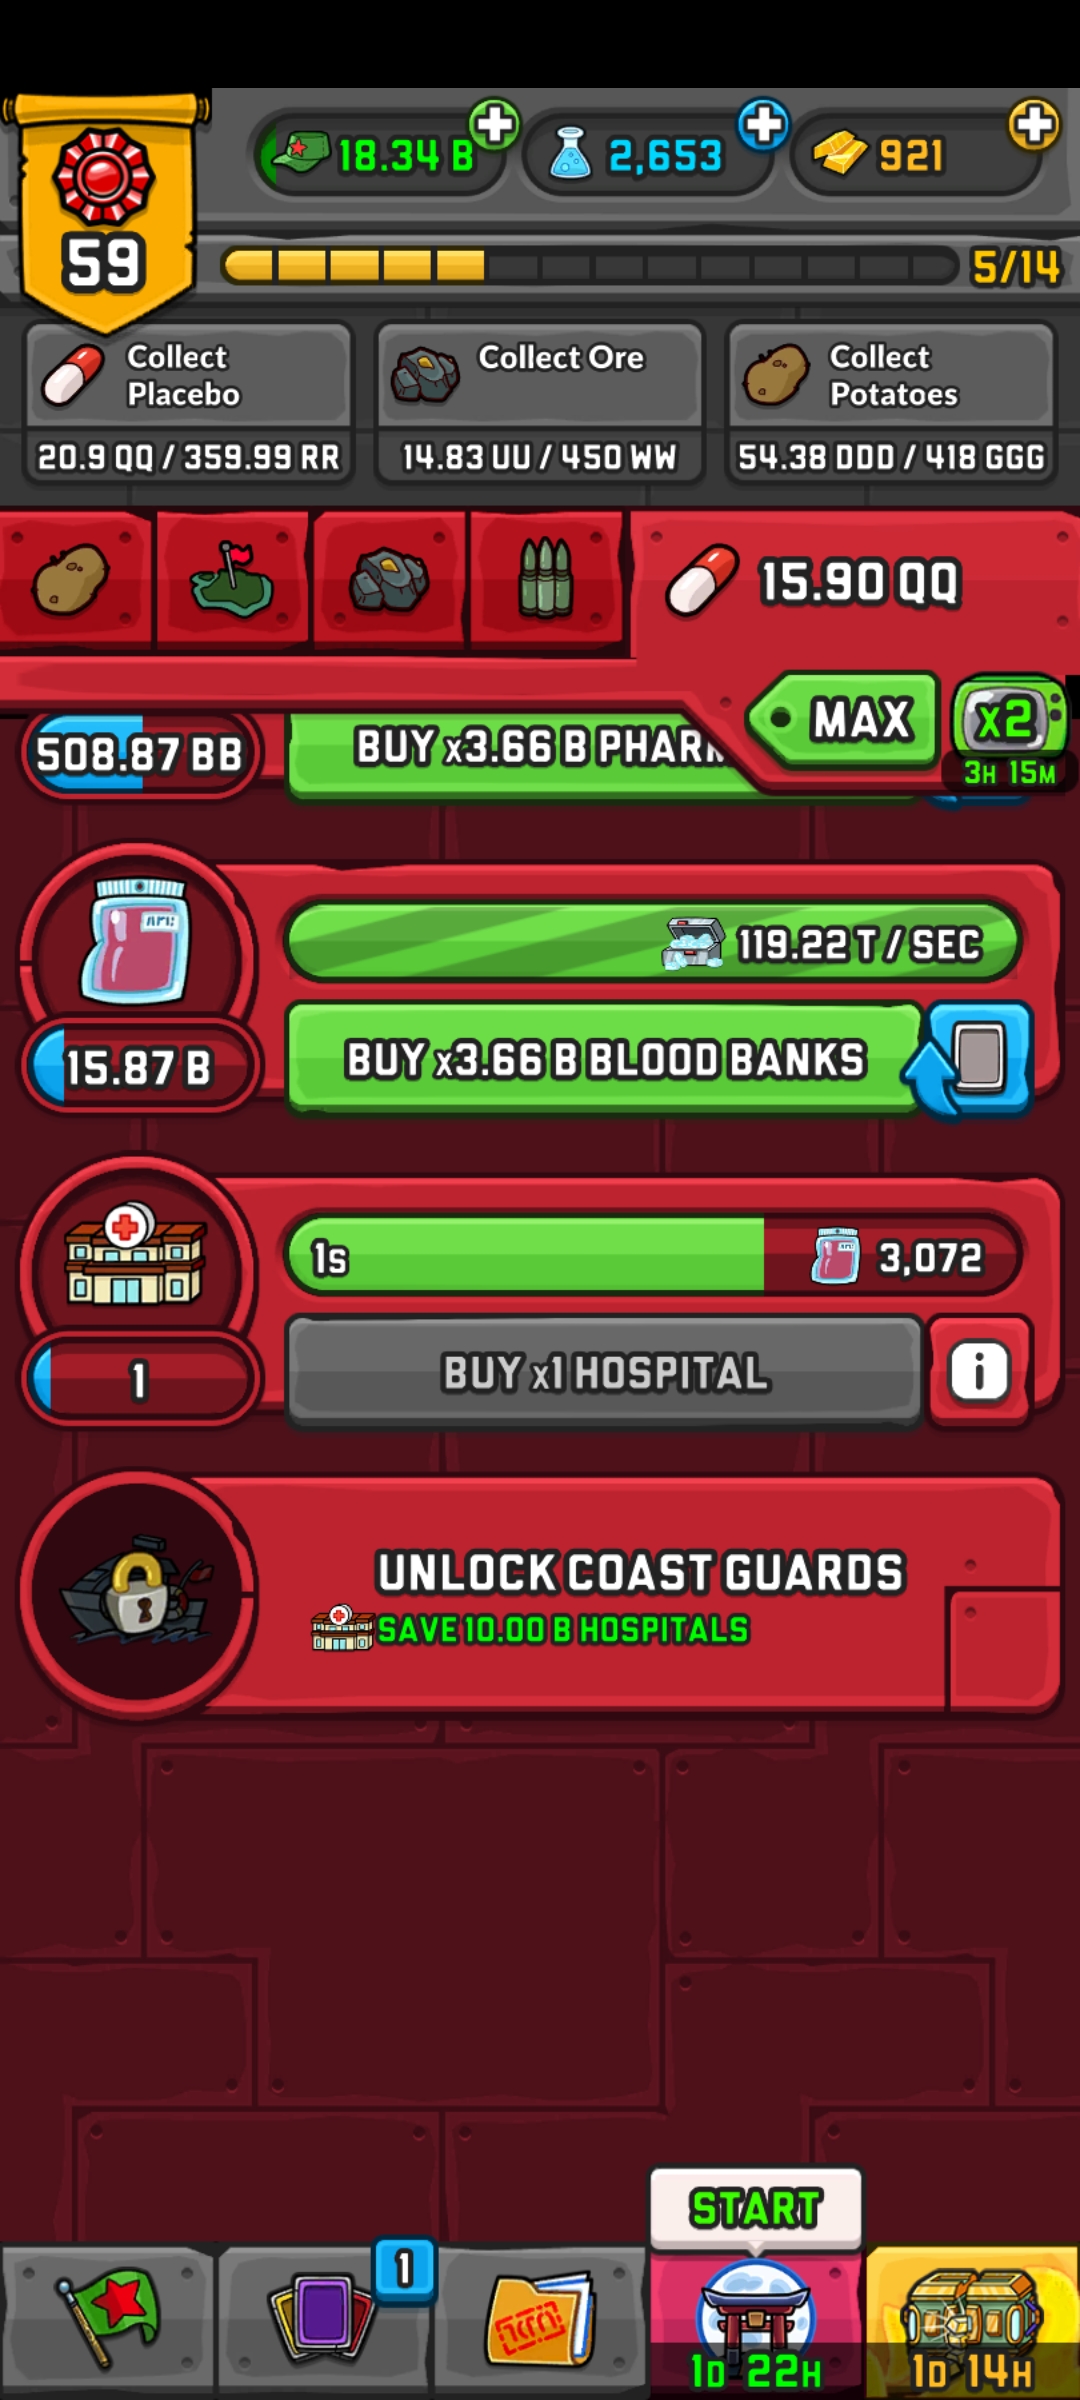 59
18.34 B
2,653
921
5/14
Collect
Placebo
20.9 QQ / 359.99 RR
Collect Ore
14.83 UU / 450 WW
Collect
Potatoes
54.38 DDD / 418 GGG
15.90 QQ
MAX
x2
3H 15M
508.87 BB
BUY x3.66 B PHARM
119.22 T / SEC
15.87 B
BUY x3.66 B BLOOD BANKS
1s
3,072
1
BUY x1 HOSPITAL
i
UNLOCK COAST GUARDS
SAVE 10.00 B HOSPITALS
START
1
1D 22H
1D 14H